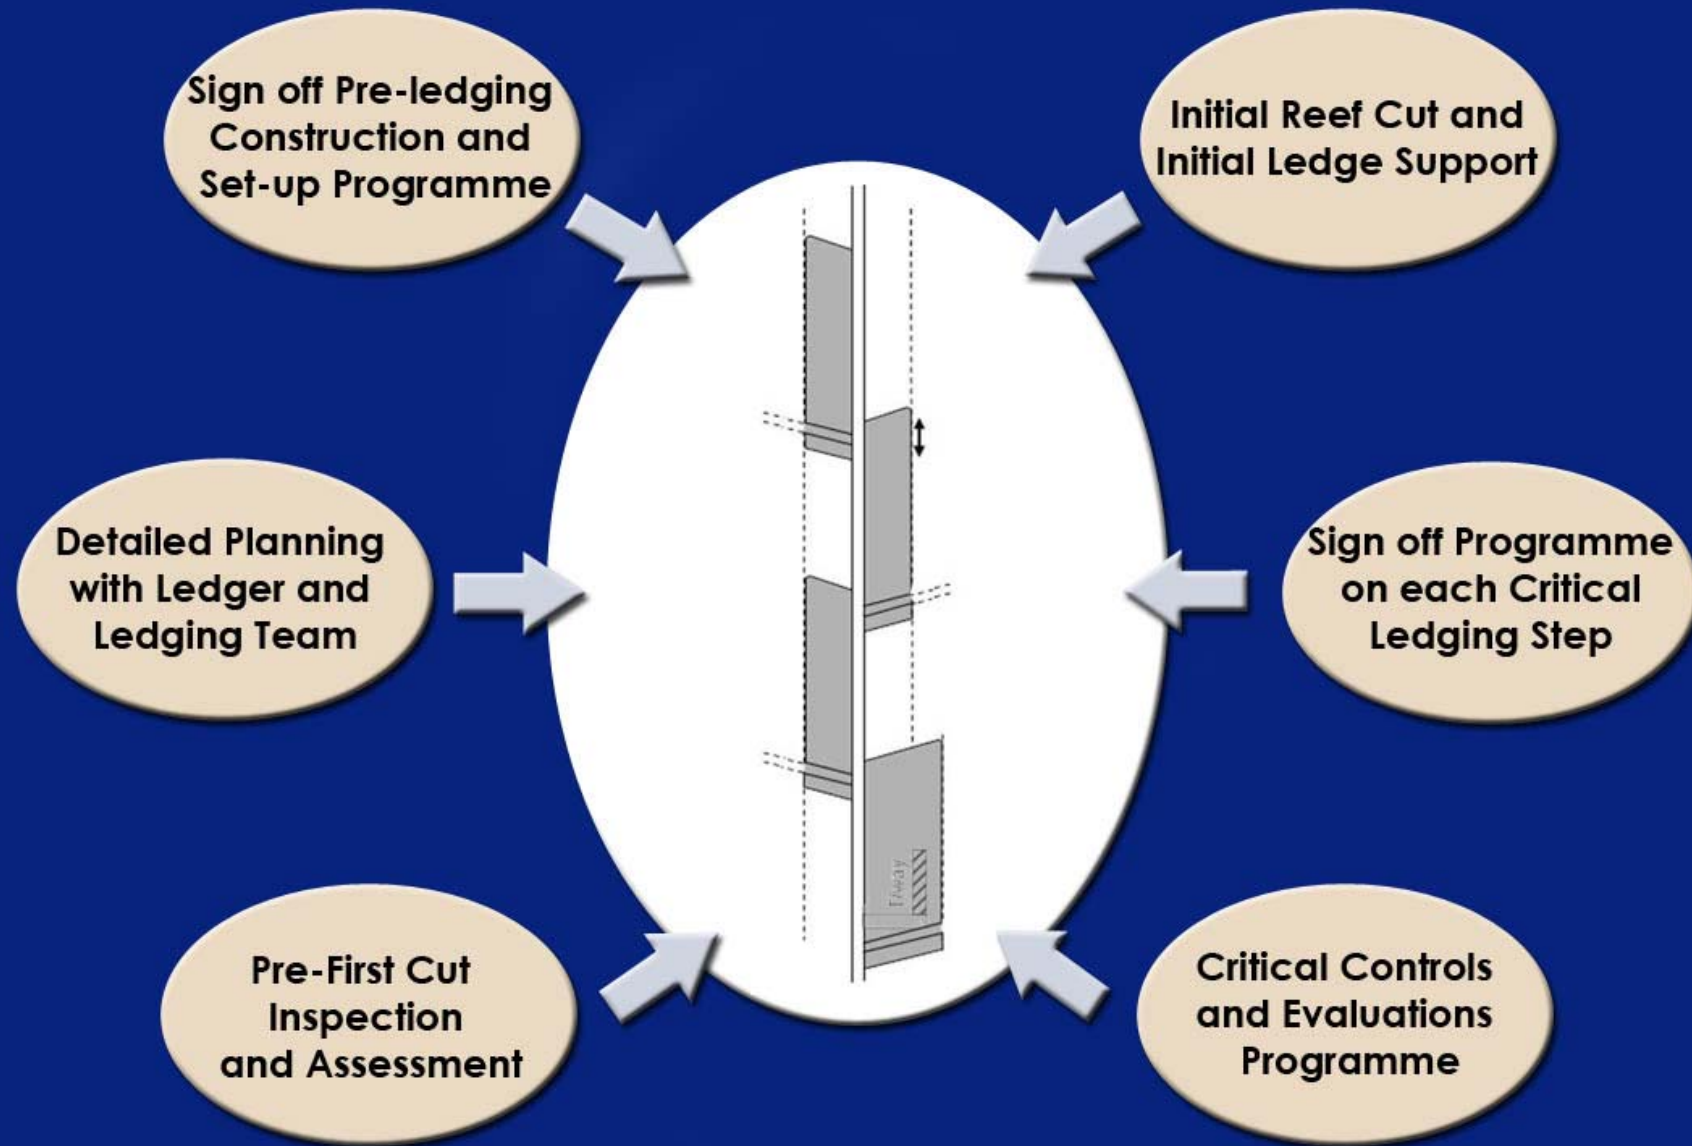 Sign off Pre-ledging
Construction and
Set-up Programme
Initial Reef Cut and
Initial Ledge Support
Detailed Planning
with Ledger and
Ledging Team
Sign off Programme
on each Critical
Ledging Step
T/way
Pre-First Cut
Inspection
and Assessment
Critical Controls
and Evaluations
Programme